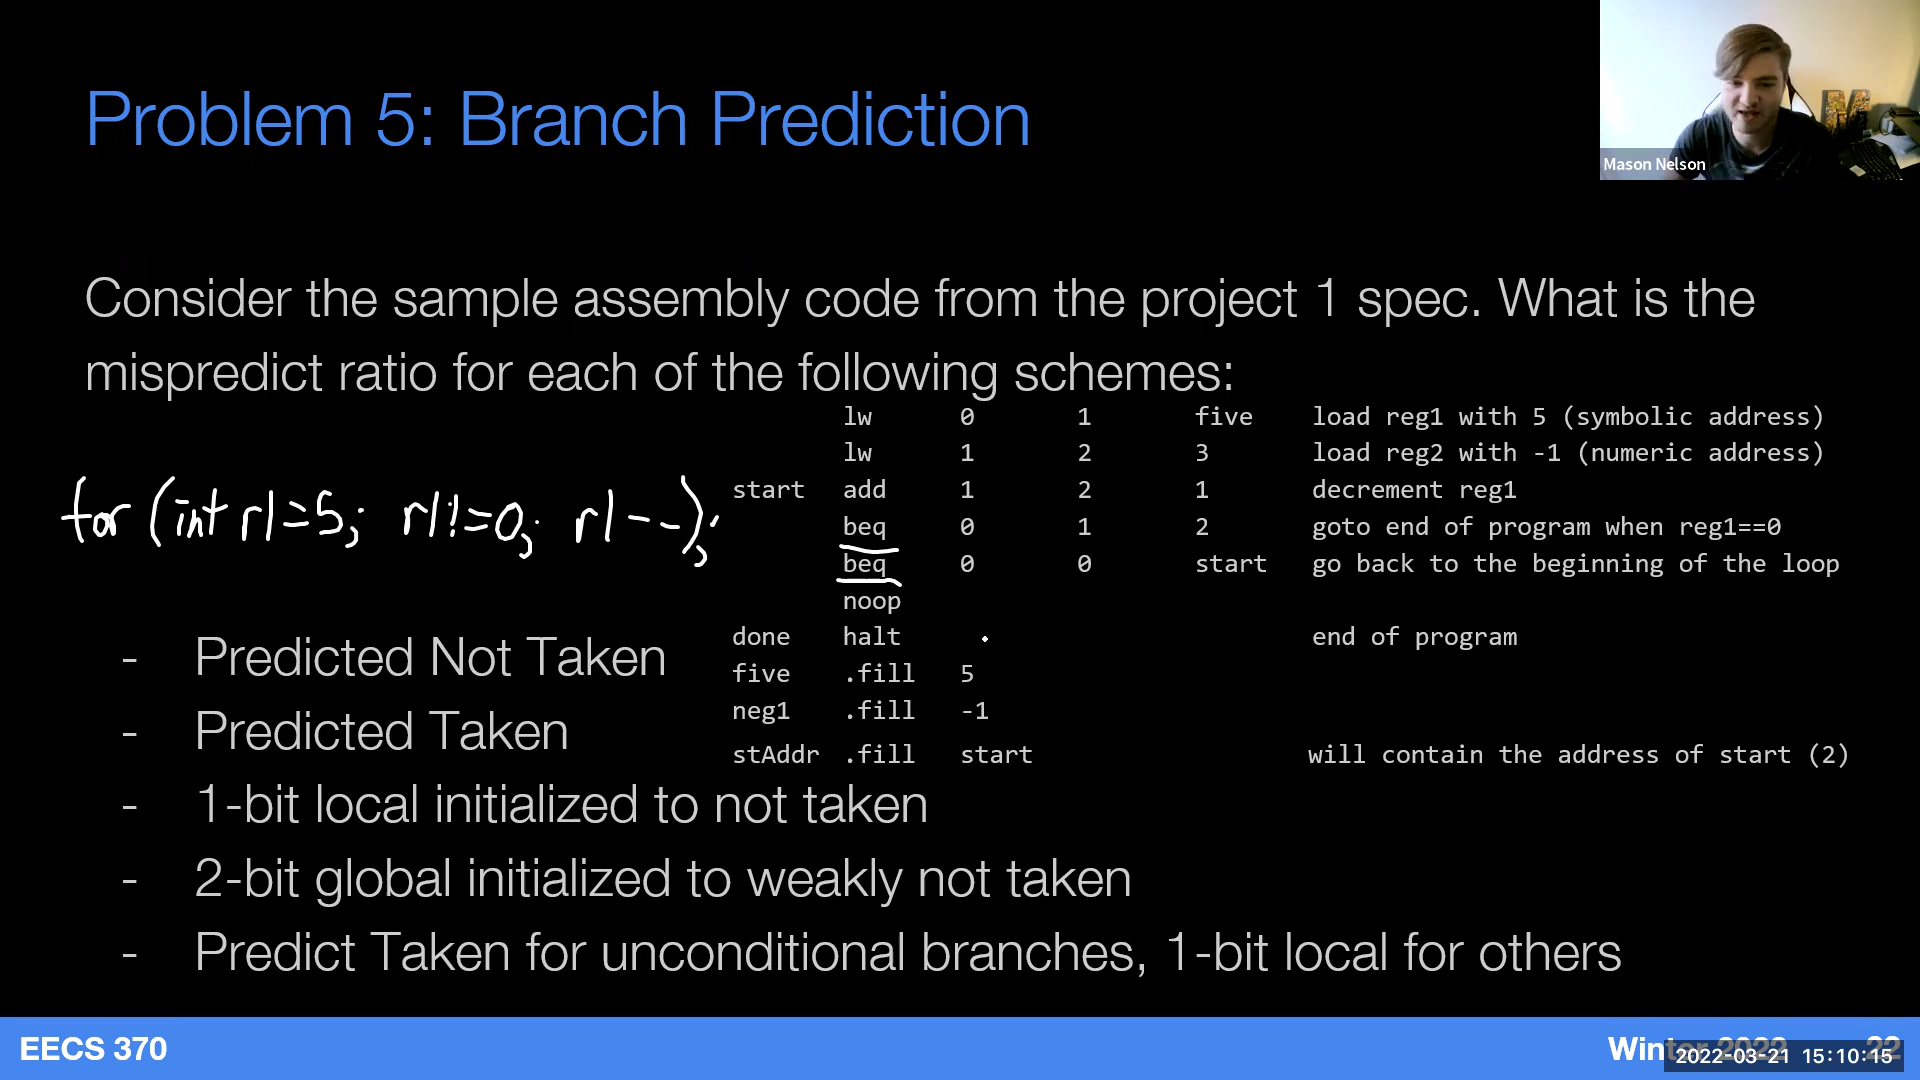 Problem 5: Branch Prediction
Mason Nelson
Consider the sample assembly code from the project 1 spec. What is the
mispredict ratio for each of the following schemes:
lw 0 1 five load reg1 with 5 (symbolic address)
lw 1 2 3 load reg2 with -1 (numeric address)
start add 1 2 1 decrement reg1
beq 0 1 2 goto end of program when reg1==0
beq 0 0 start go back to the beginning of the loop
noop
done halt end of program
five .fill 5
neg1 .fill -1
stAddr .fill start will contain the address of start (2)
for (int r1=5; r1!=0; r1--);
- Predicted Not Taken
- Predicted Taken
- 1-bit local initialized to not taken
- 2-bit global initialized to weakly not taken
- Predict Taken for unconditional branches, 1-bit local for others
EECS 370
Winter 2022 22
2022-03-21 15:10:15